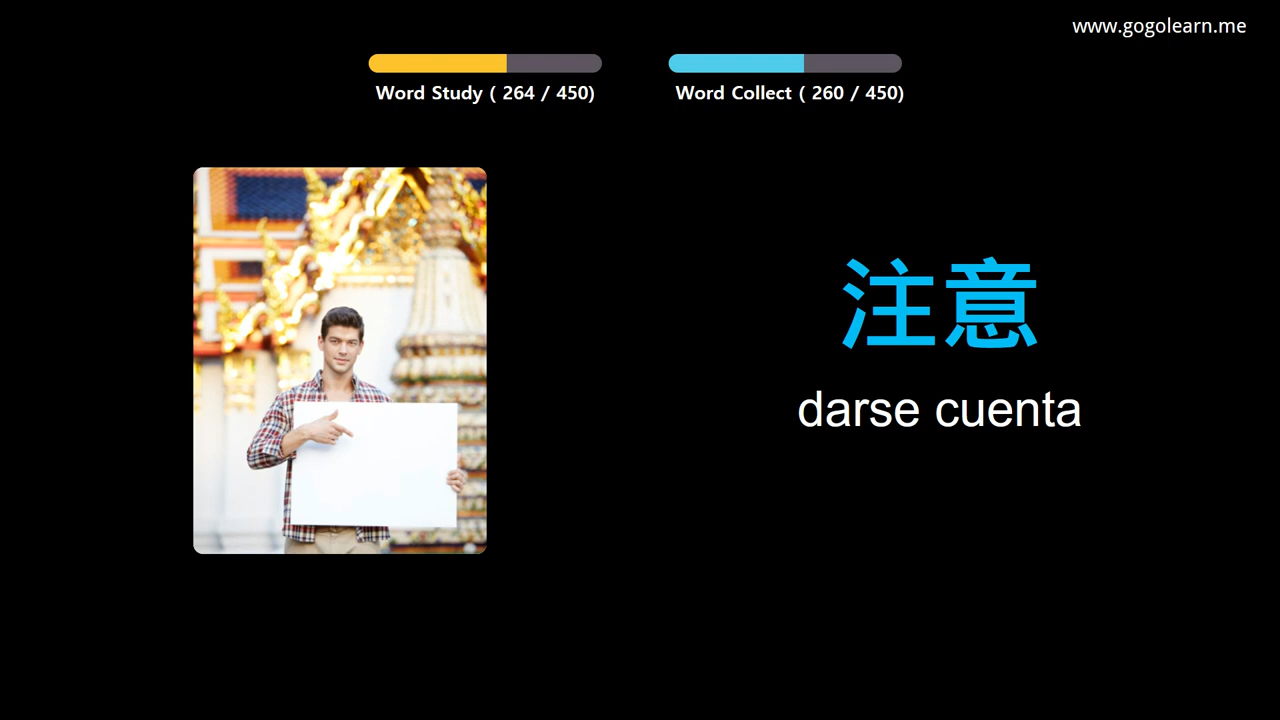 www.gogolearn.me
Word Study ( 264 / 450)
Word Collect ( 260 / 450)
注意
darse cuenta